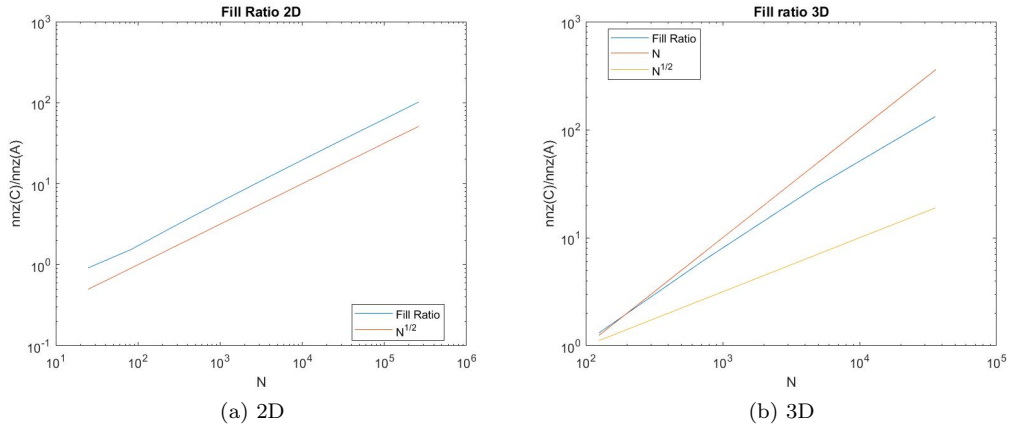 Fill Ratio 2D
10^3
10^2
10^1
10^0
10^-1
nnz(C)/nnz(A)
Fill Ratio
N^1/2
10^1
10^2
10^3
10^4
10^5
10^6
N
(a) 2D
Fill ratio 3D
10^3
10^2
10^1
10^0
nnz(C)/nnz(A)
Fill Ratio
N
N^1/2
10^2
10^3
10^4
10^5
N
(b) 3D